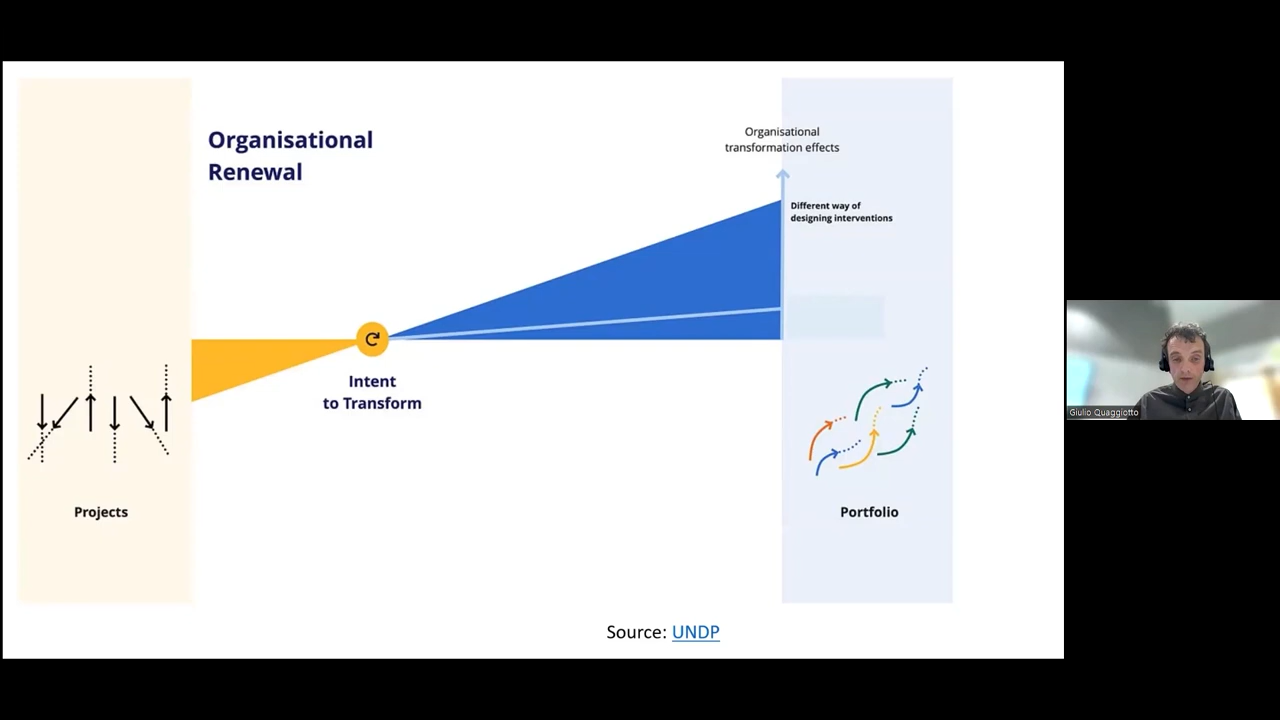 Organisational
Renewal
Organisational
transformation effects
Different way of
designing interventions
Intent
to Transform
Projects
Portfolio
Source: UNDP
Giulio Quaggiotto